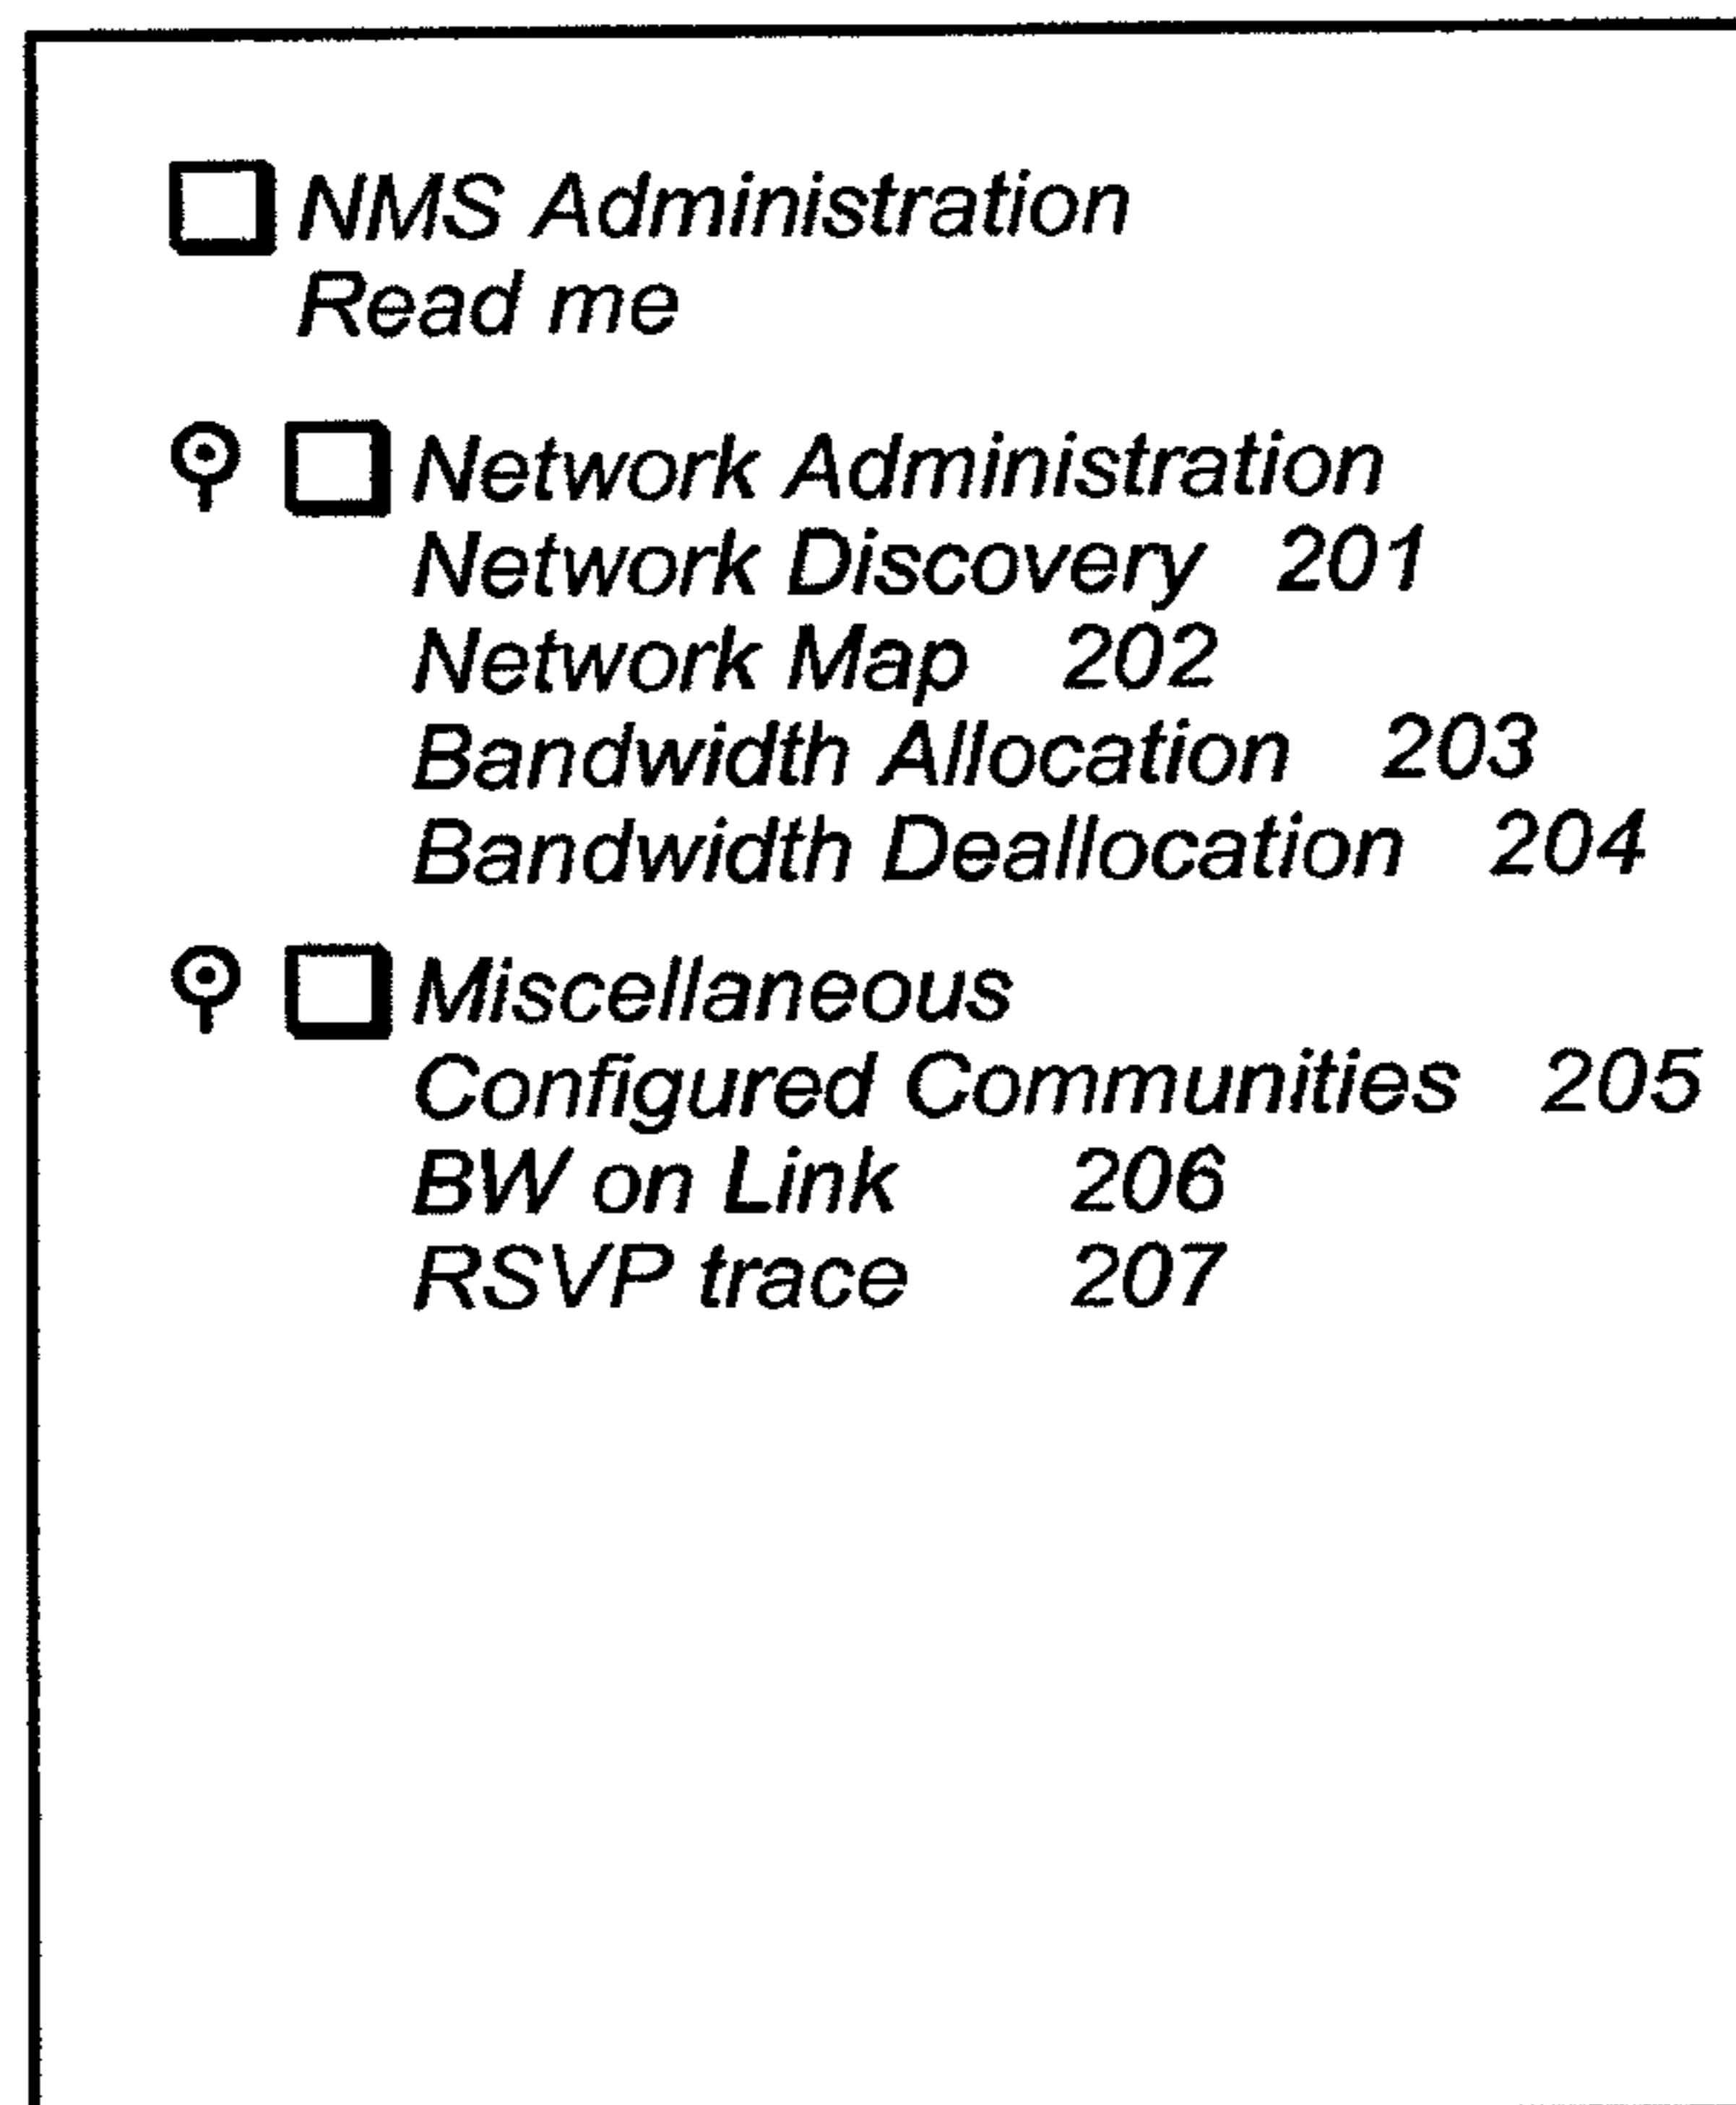 NMS Administration
Read me
Network Administration
Network Discovery 201
Network Map 202
Bandwidth Allocation 203
Bandwidth Deallocation 204
Miscellaneous
Configured Communities 205
BW on Link 206
RSVP trace 207